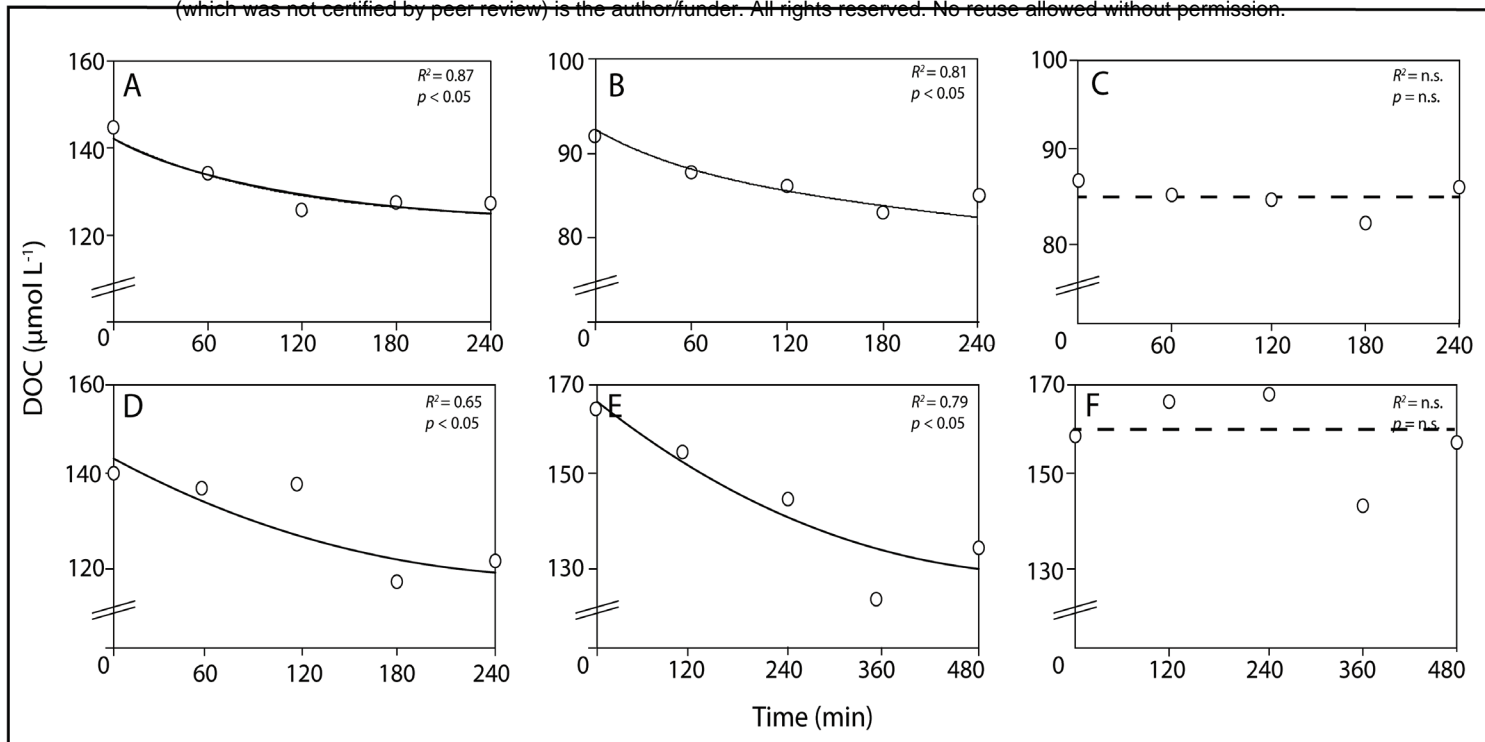 (which was not certified by peer review) is the author/funder. All rights reserved. No reuse allowed without permission.
A
R² = 0.87
p < 0.05
160
140
120
0
60
120
180
240
B
R² = 0.81
p < 0.05
100
90
80
0
60
120
180
240
C
R² = n.s.
p = n.s.
100
90
80
0
60
120
180
240
DOC (µmol L⁻¹)
D
R² = 0.65
p < 0.05
160
140
120
0
60
120
180
240
E
R² = 0.79
p < 0.05
170
150
130
0
120
240
360
480
F
R² = n.s.
p = n.s.
170
150
130
0
120
240
360
480
Time (min)